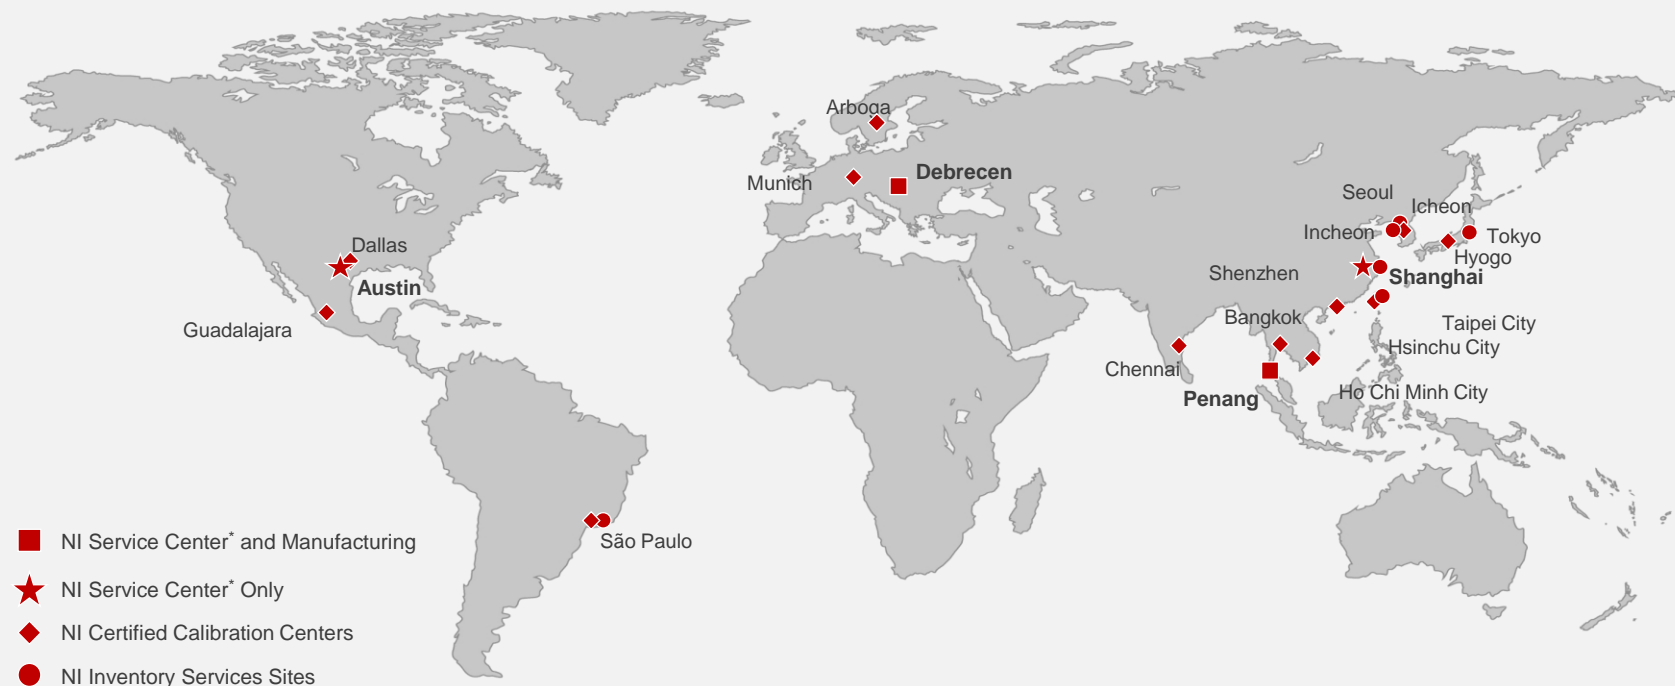 Arboga
Munich
Debrecen
Seoul
Icheon
Incheon
Tokyo
Hyogo
Dallas
Austin
Shenzhen
Shanghai
Guadalajara
Bangkok
Taipei City
Hsinchu City
Chennai
Penang
Ho Chi Minh City
São Paulo
NI Service Center* and Manufacturing
NI Service Center* Only
NI Certified Calibration Centers
NI Inventory Services Sites